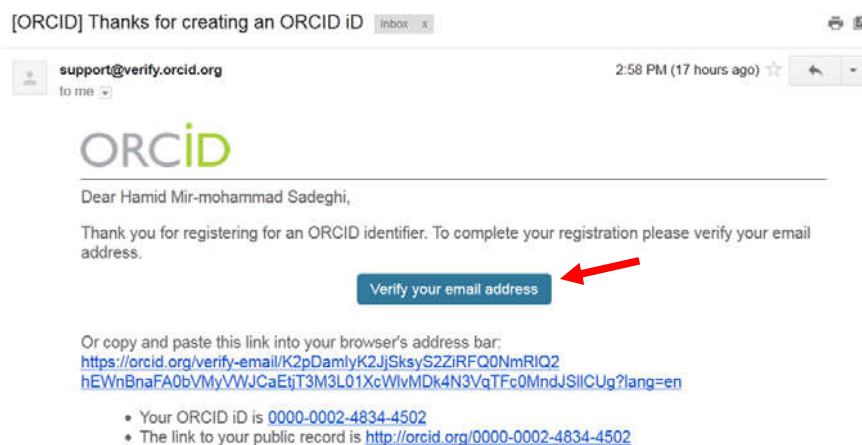 [ORCID] Thanks for creating an ORCID iD Inbox x
support@verify.orcid.org 2:58 PM (17 hours ago)
to me
ORCiD
Dear Hamid Mir-mohammad Sadeghi,
Thank you for registering for an ORCID identifier. To complete your registration please verify your email
address.
Verify your email address
Or copy and paste this link into your browser's address bar:
https://orcid.org/verify-email/K2pDamlyK2JjSksyS2ZiRFQ0NmRlQ2
hEWnBnaFA0bVMyVWJCaEtjT3M3L01XcWlvMDk4N3VqTFc0MndJSllCUg?lang=en
• Your ORCID iD is 0000-0002-4834-4502
• The link to your public record is http://orcid.org/0000-0002-4834-4502